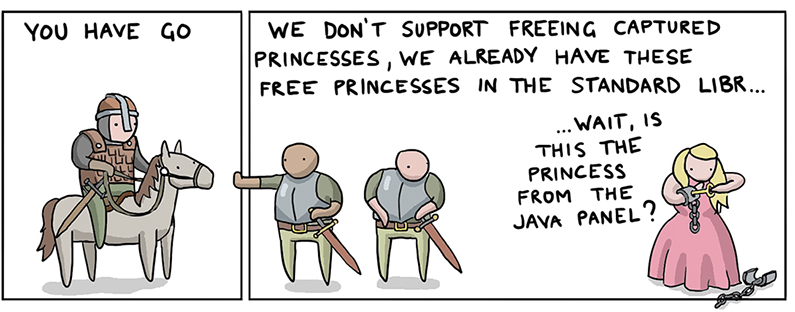 YOU HAVE GO
WE DON'T SUPPORT FREEING CAPTURED
PRINCESSES, WE ALREADY HAVE THESE
FREE PRINCESSES IN THE STANDARD LIBR...
...WAIT, IS
THIS THE
PRINCESS
FROM THE
JAVA PANEL?